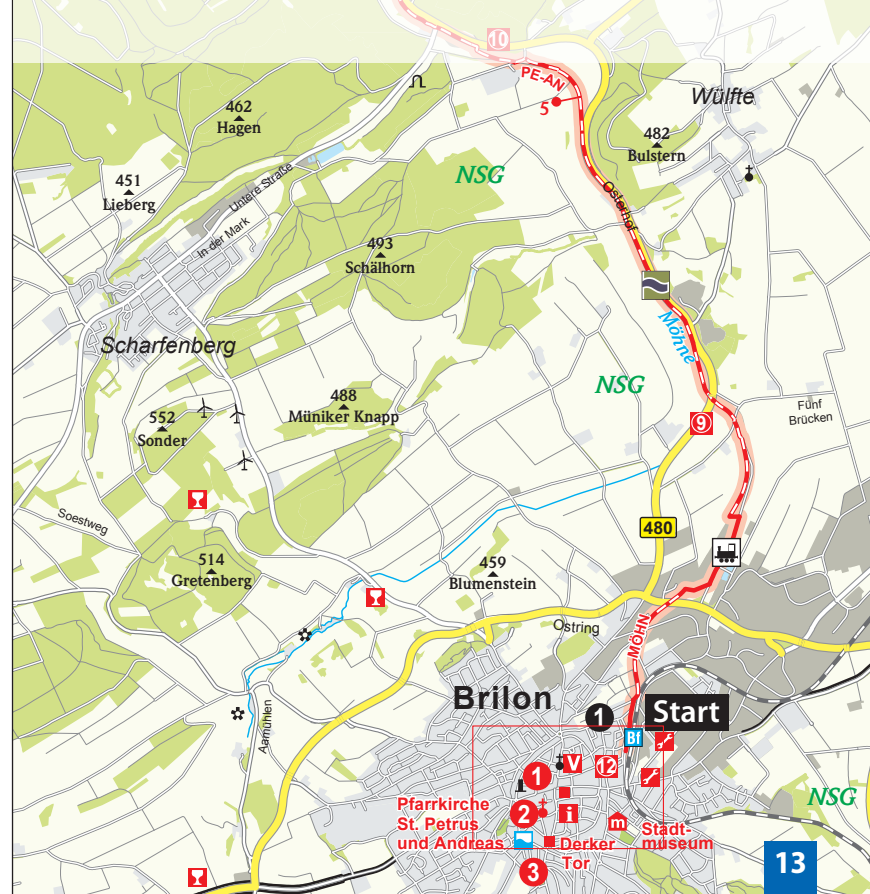 10
PE-AN
5
Wülfte
462
Hagen
482
Bulstern
NSG
451
Lieberg
Untere Straße
In der Mark
Osterhof
493
Schälhorn
Scharfenberg
Möhne
NSG
488
Müniker Knapp
Fünf
Brücken
552
Sonder
9
Soestweg
480
514
Gretenberg
459
Blumenstein
Ostring
MÖHN
Brilon
1
Start
Bf
Aamühlen
V
12
1
NSG
Pfarrkirche
St. Petrus
und Andreas
2
i
m
Stadt-
museum
Derker
Tor
3
13